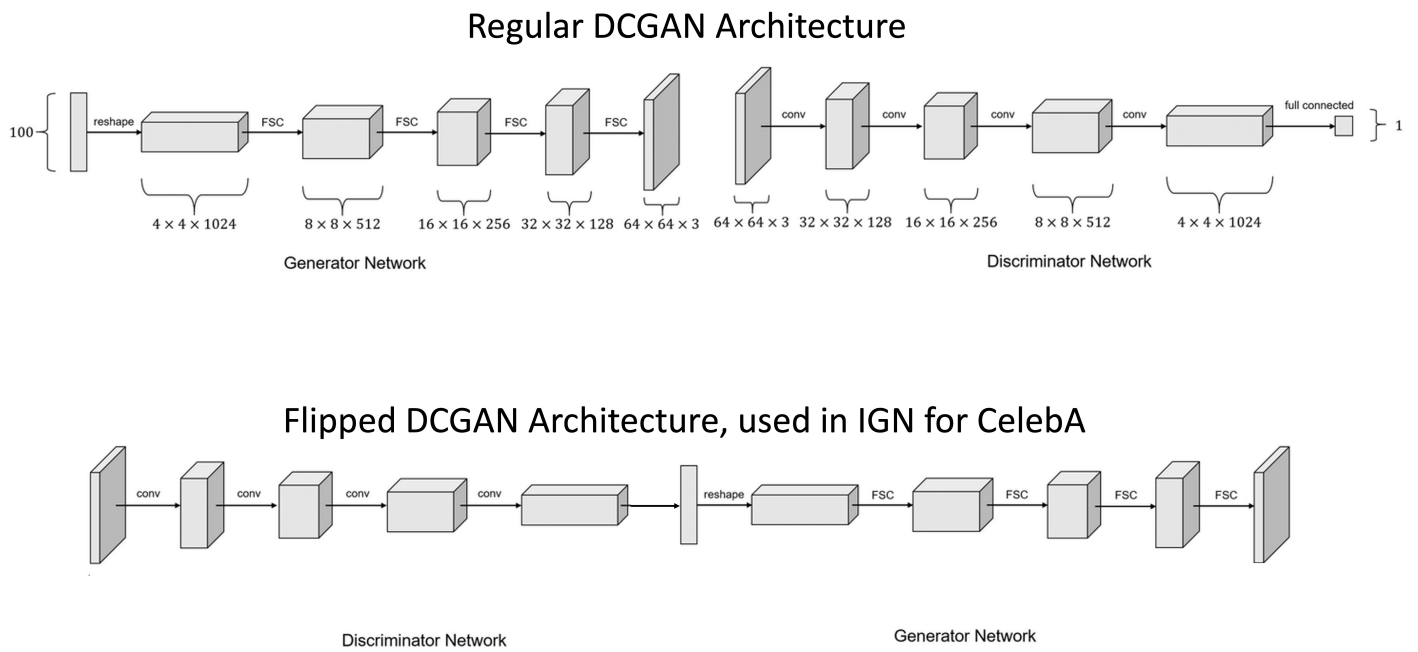 Regular DCGAN Architecture
100
reshape
FSC
FSC
FSC
FSC
conv
conv
conv
conv
full connected
1
4 × 4 × 1024
8 × 8 × 512
16 × 16 × 256
32 × 32 × 128
64 × 64 × 3
64 × 64 × 3
32 × 32 × 128
16 × 16 × 256
8 × 8 × 512
4 × 4 × 1024
Generator Network
Discriminator Network
Flipped DCGAN Architecture, used in IGN for CelebA
conv
conv
conv
conv
reshape
FSC
FSC
FSC
FSC
Discriminator Network
Generator Network